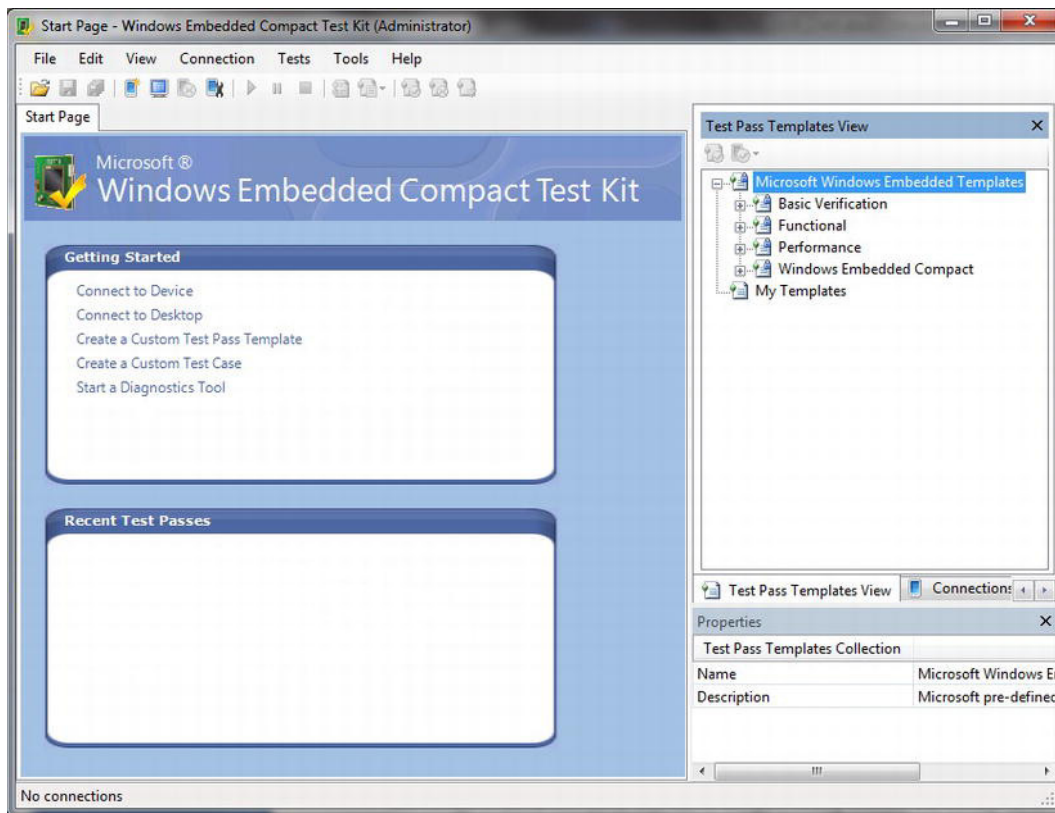 Start Page - Windows Embedded Compact Test Kit (Administrator)
File Edit View Connection Tests Tools Help
Start Page
Microsoft ®
Windows Embedded Compact Test Kit
Getting Started
Connect to Device
Connect to Desktop
Create a Custom Test Pass Template
Create a Custom Test Case
Start a Diagnostics Tool
Recent Test Passes
Test Pass Templates View
Microsoft Windows Embedded Templates
Basic Verification
Functional
Performance
Windows Embedded Compact
My Templates
Test Pass Templates View Connections
Properties
Test Pass Templates Collection
Name Microsoft Windows E
Description Microsoft pre-defined
No connections